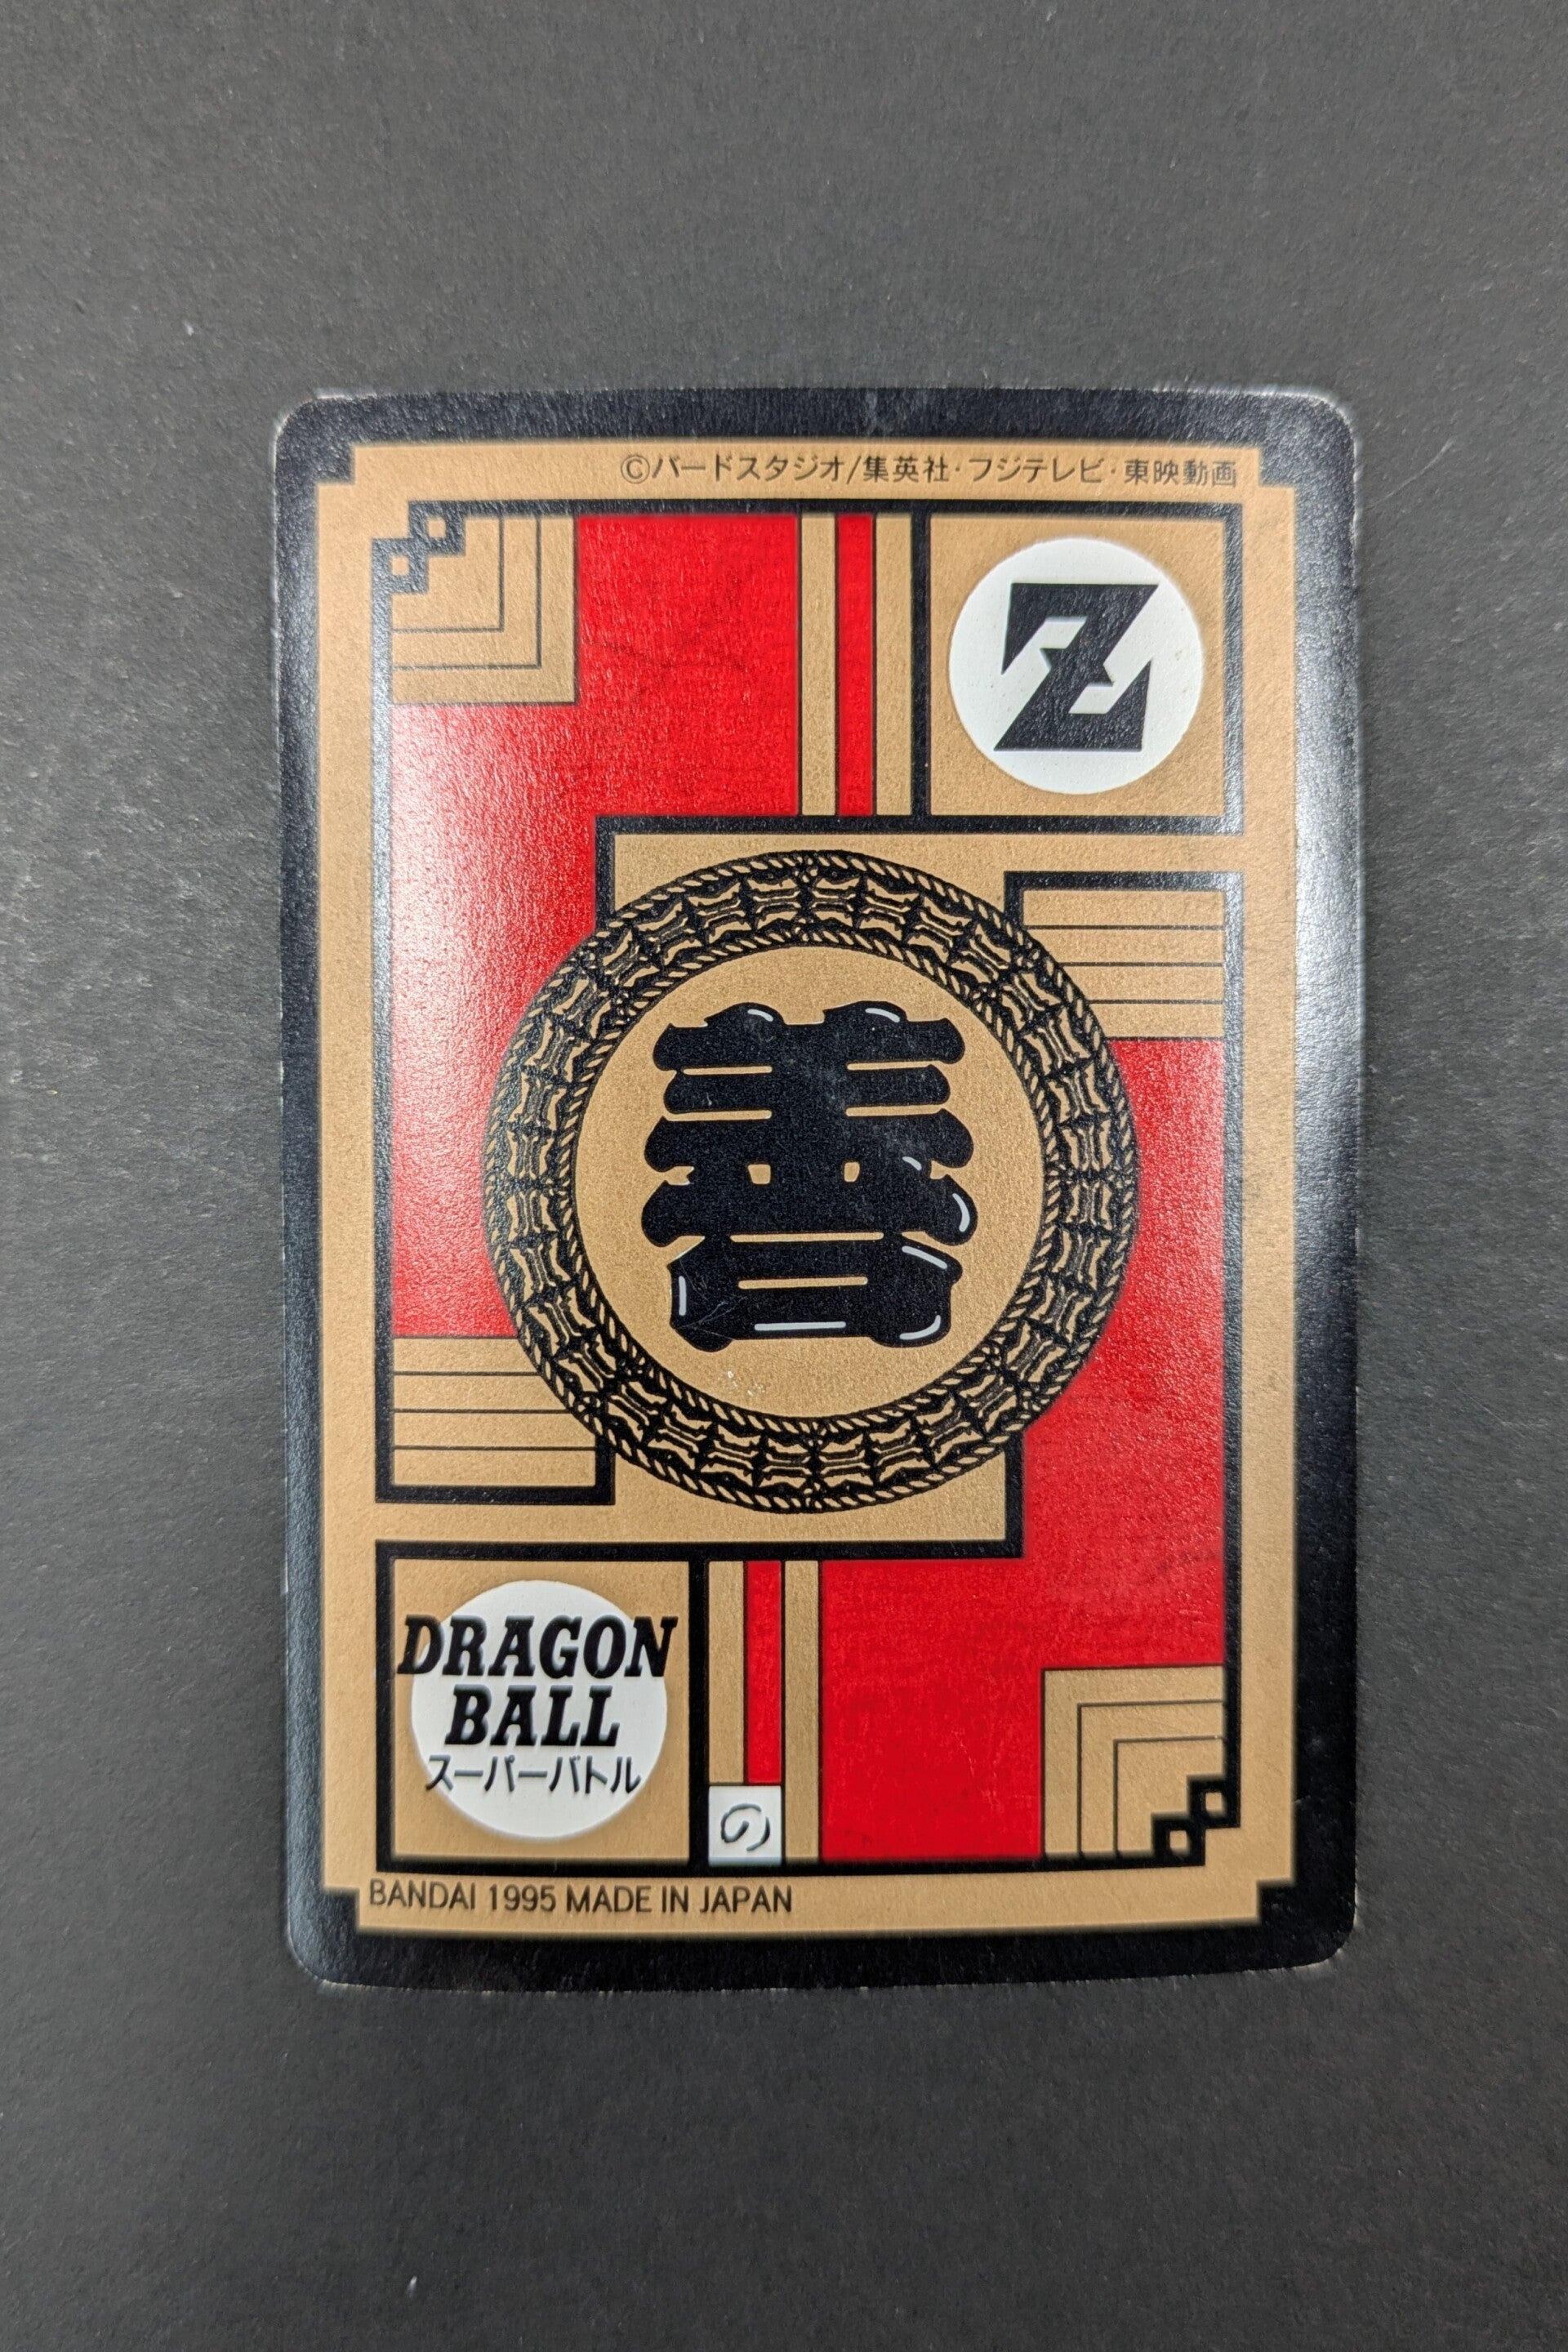 ©バードスタジオ/集英社・フジテレビ・東映動画
Z
善
DRAGON
BALL
スーパーバトル
の
BANDAI 1995 MADE IN JAPAN